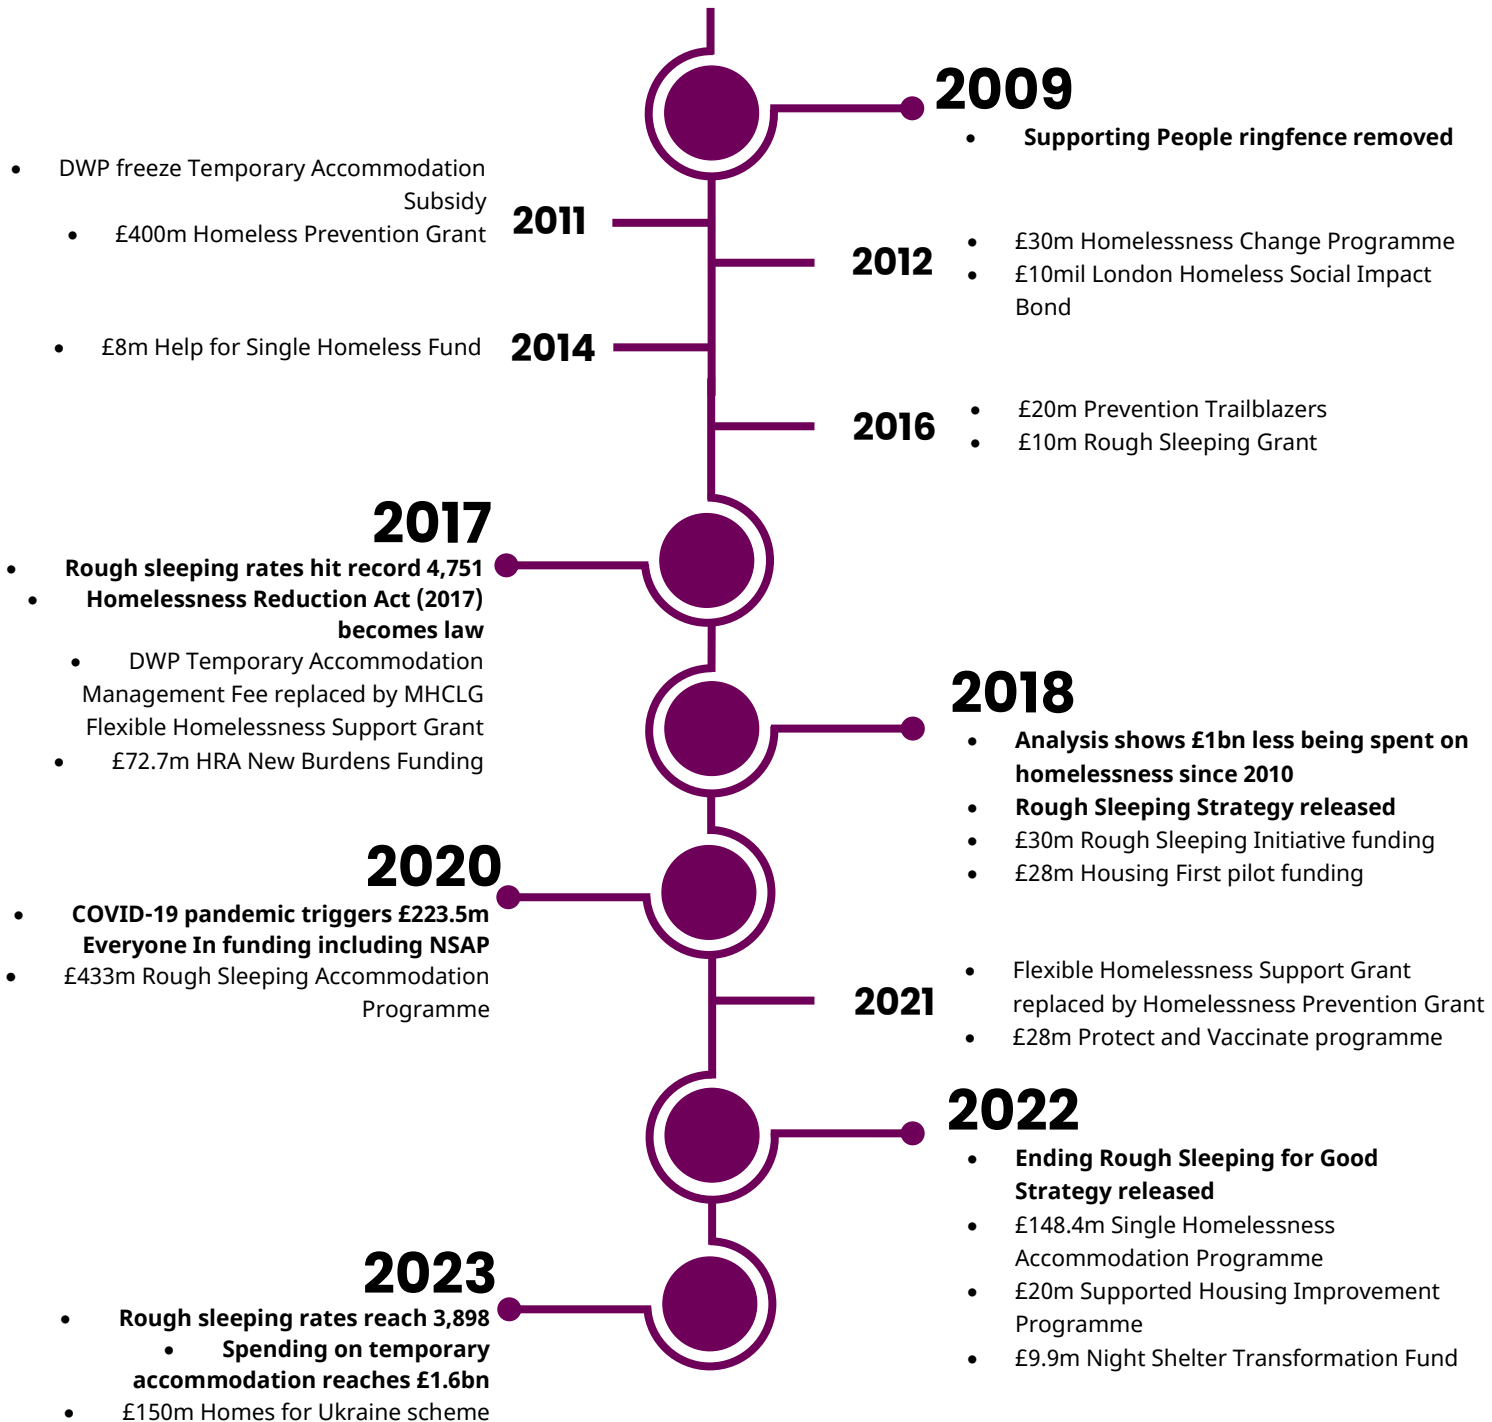 2009
• Supporting People ringfence removed
• DWP freeze Temporary Accommodation
Subsidy
• £400m Homeless Prevention Grant
2011
2012
• £30m Homelessness Change Programme
• £10mil London Homeless Social Impact
Bond
• £8m Help for Single Homeless Fund
2014
2016
• £20m Prevention Trailblazers
• £10m Rough Sleeping Grant
2017
• Rough sleeping rates hit record 4,751
• Homelessness Reduction Act (2017)
becomes law
• DWP Temporary Accommodation
Management Fee replaced by MHCLG
Flexible Homelessness Support Grant
• £72.7m HRA New Burdens Funding
2018
• Analysis shows £1bn less being spent on
homelessness since 2010
• Rough Sleeping Strategy released
• £30m Rough Sleeping Initiative funding
• £28m Housing First pilot funding
2020
• COVID-19 pandemic triggers £223.5m
Everyone In funding including NSAP
• £433m Rough Sleeping Accommodation
Programme
2021
• Flexible Homelessness Support Grant
replaced by Homelessness Prevention Grant
• £28m Protect and Vaccinate programme
2022
• Ending Rough Sleeping for Good
Strategy released
• £148.4m Single Homelessness
Accommodation Programme
• £20m Supported Housing Improvement
Programme
• £9.9m Night Shelter Transformation Fund
2023
• Rough sleeping rates reach 3,898
• Spending on temporary
accommodation reaches £1.6bn
• £150m Homes for Ukraine scheme